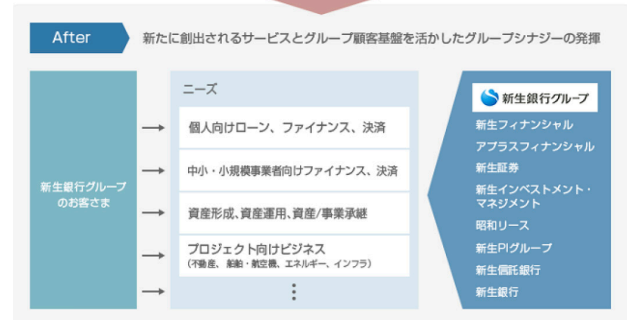 After
新たに創出されるサービスとグループ顧客基盤を活かしたグループシナジーの発揮
新生銀行グループ
のお客さま
ニーズ
個人向けローン、ファイナンス、決済
中小・小規模事業者向けファイナンス、決済
資産形成、資産運用、資産/事業承継
プロジェクト向けビジネス
(不動産、船舶・航空機、エネルギー、インフラ)
新生銀行グループ
新生フィナンシャル
アプラスフィナンシャル
新生証券
新生インベストメント・
マネジメント
昭和リース
新生PIグループ
新生信託銀行
新生銀行